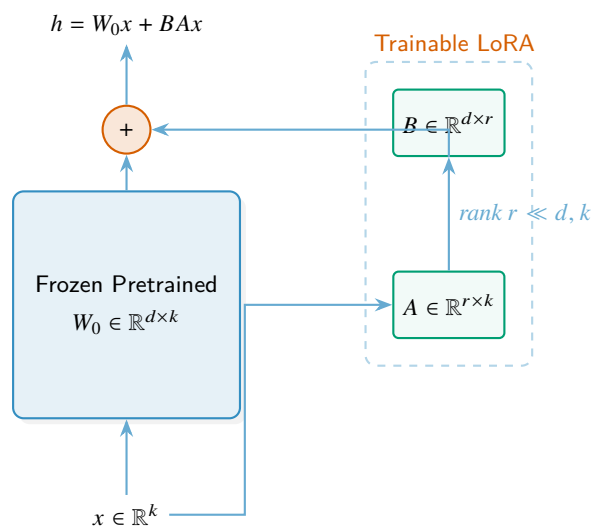 h = W₀x + BAx
Trainable LoRA
B ∈ ℝ^{d×r}
+
rank r ≪ d, k
Frozen Pretrained
W₀ ∈ ℝ^{d×k}
A ∈ ℝ^{r×k}
x ∈ ℝ^k